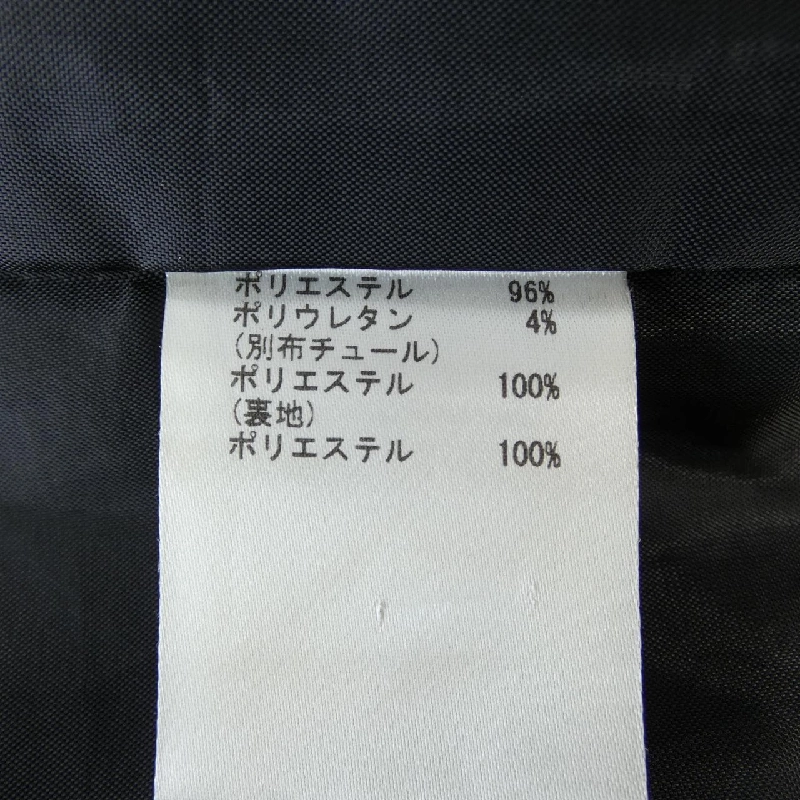 ポリエステル 96%
ポリウレタン 4%
(別布チュール)
ポリエステル 100%
(裏地)
ポリエステル 100%